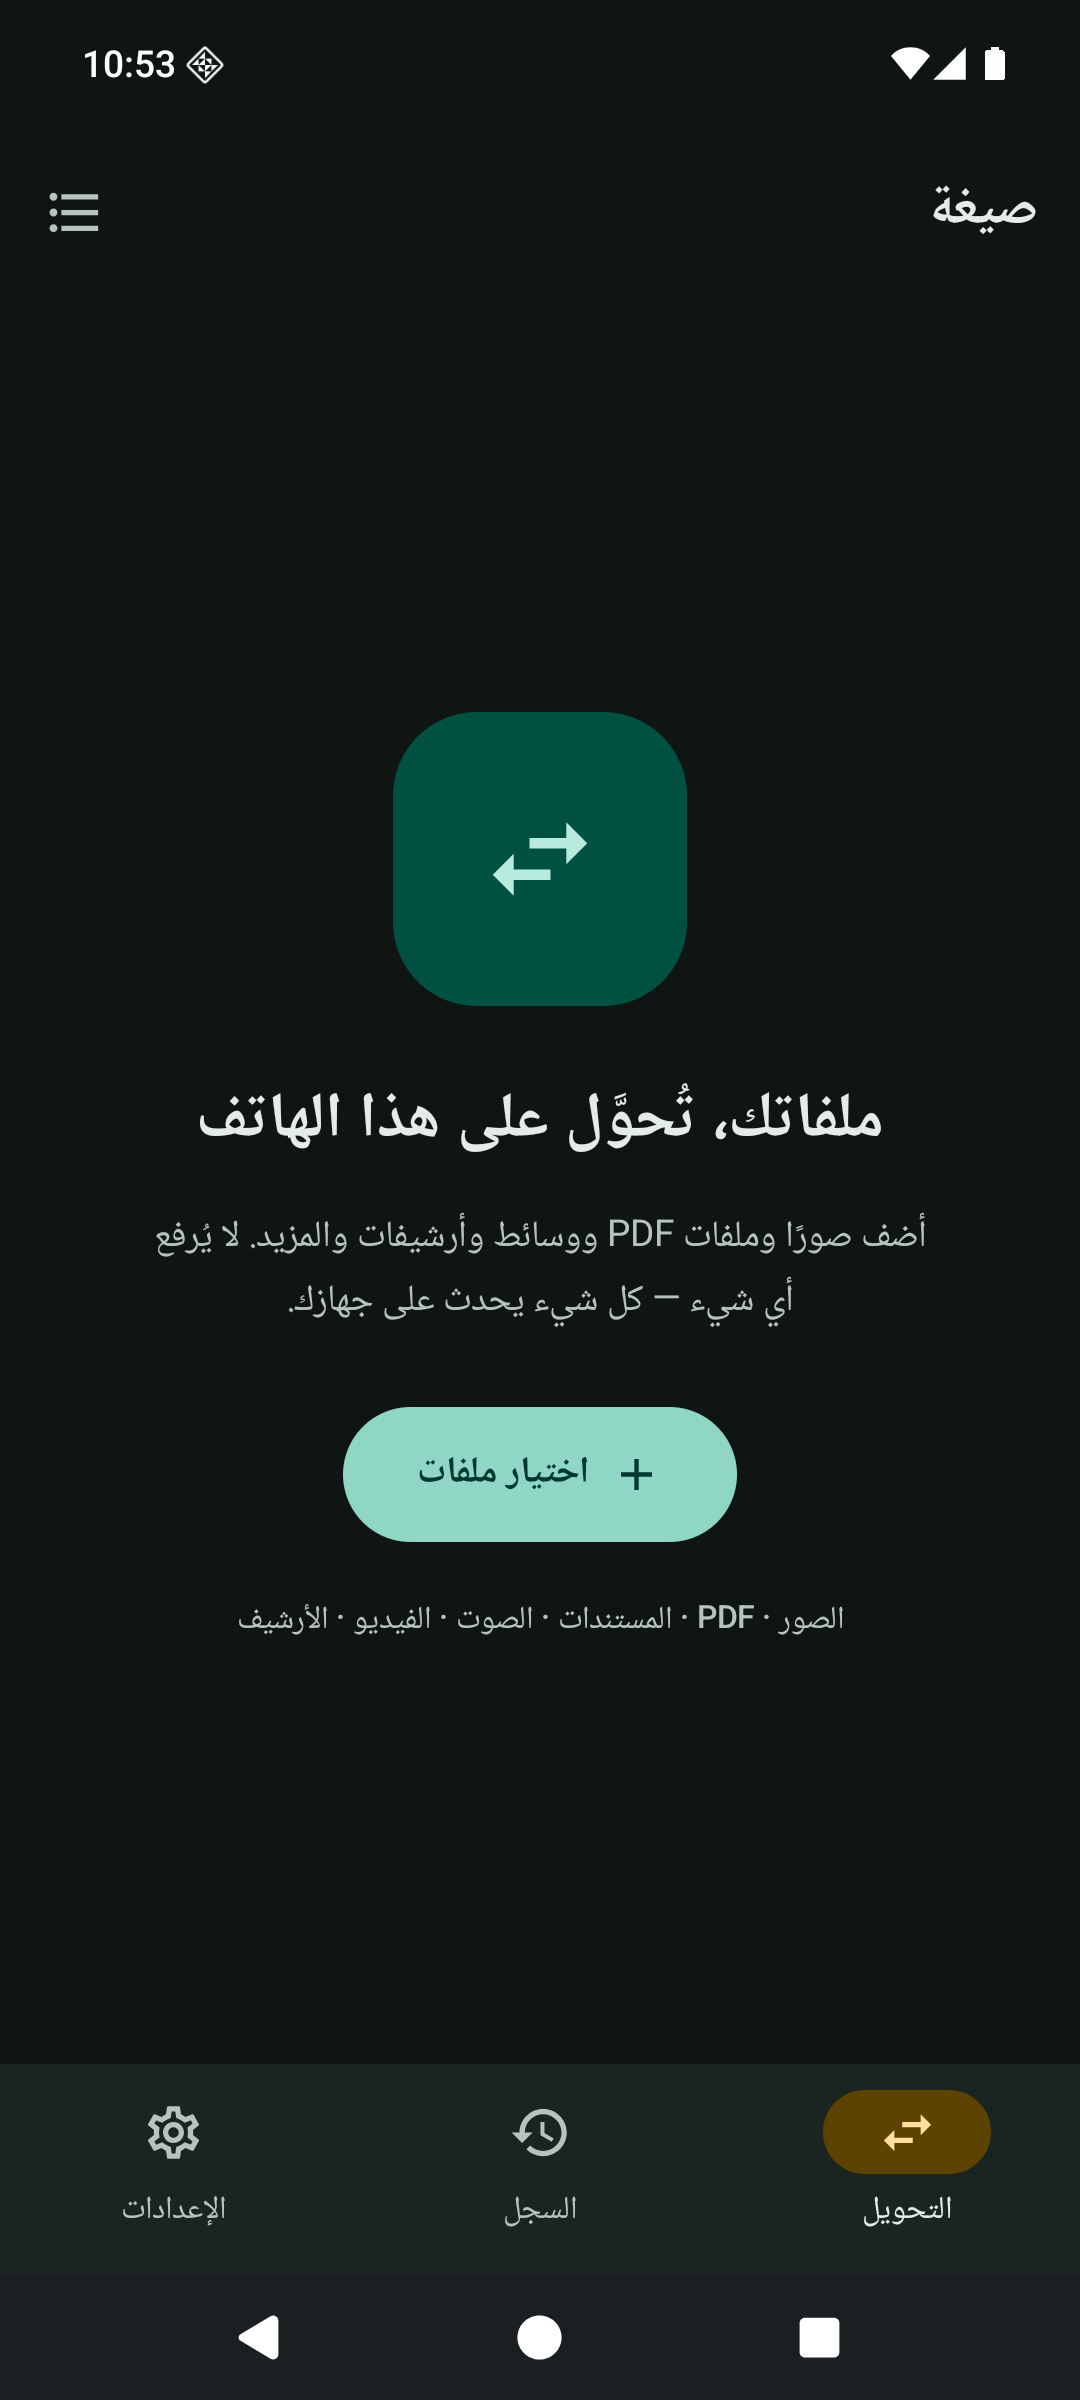 10:53
صيغة
ملفاتك، تُحوَّل على هذا الهاتف
أضف صورًا وملفات PDF ووسائط وأرشيفات والمزيد. لا يُرفع
أي شيء — كل شيء يحدث على جهازك.
اختيار ملفات
الصور · PDF · المستندات · الصوت · الفيديو · الأرشيف
التحويل
السجل
الإعدادات